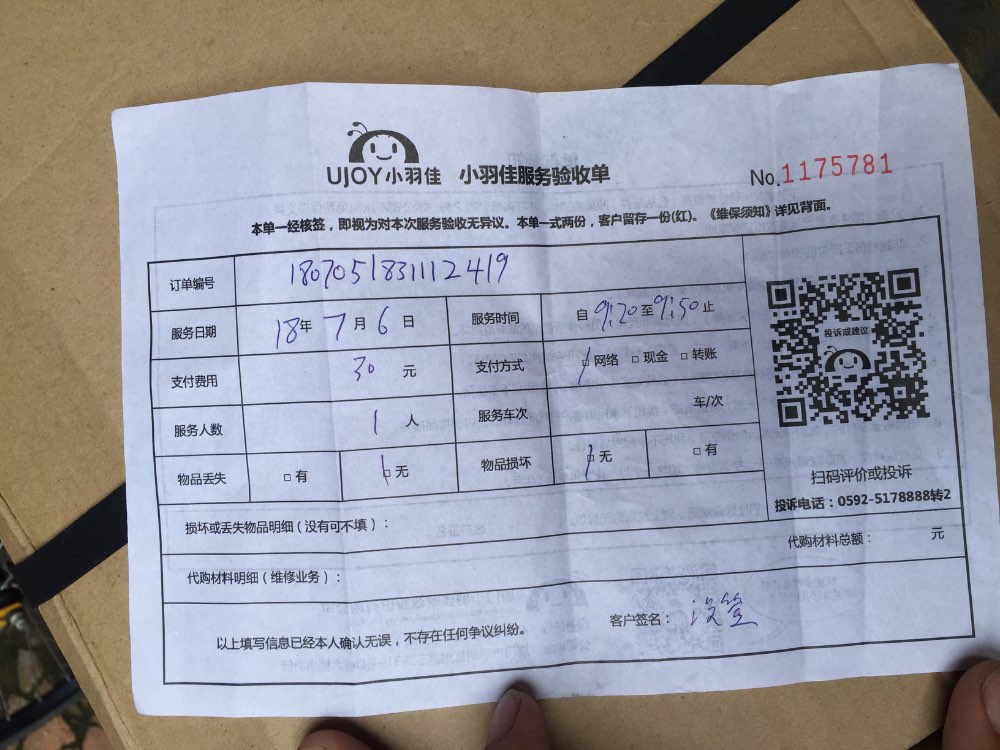 UJOY小羽佳 小羽佳服务验收单 No.1175781
本单一经核签，即视为对本次服务验收无异议。本单一式两份，客户留存一份(红)。《维保须知》详见背面。
订单编号 1807051831112419
服务日期 18年7月6日 服务时间 自9:20至9:50止
支付费用 30元 支付方式 □网络 □现金 □转账
服务人数 1人 服务车次 车/次
物品丢失 □有 □无 物品损坏 □无 □有
投诉或建议
扫码评价或投诉
投诉电话：0592-5178888转2
损坏或丢失物品明细（没有可不填）：
代购材料明细（维修业务）： 代购材料总额： 元
以上填写信息已经本人确认无误，不存在任何争议纠纷。 客户签名：